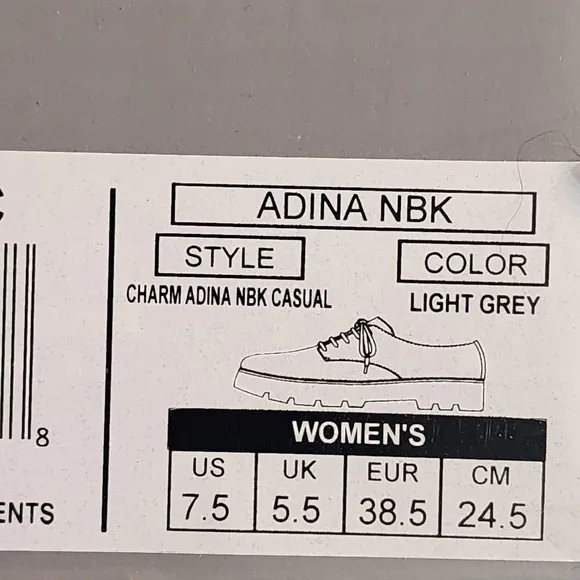 ADINA NBK
STYLE COLOR
CHARM ADINA NBK CASUAL LIGHT GREY
WOMEN'S
US UK EUR CM
7.5 5.5 38.5 24.5
8
ENTS